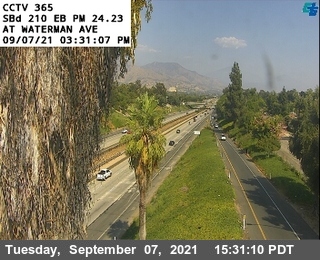 CCTV 365
SBd 210 EB PM 24.23
AT WATERMAN AVE
09/07/21 03:31:07 PM
Tuesday, September 07, 2021 15:31:10 PDT